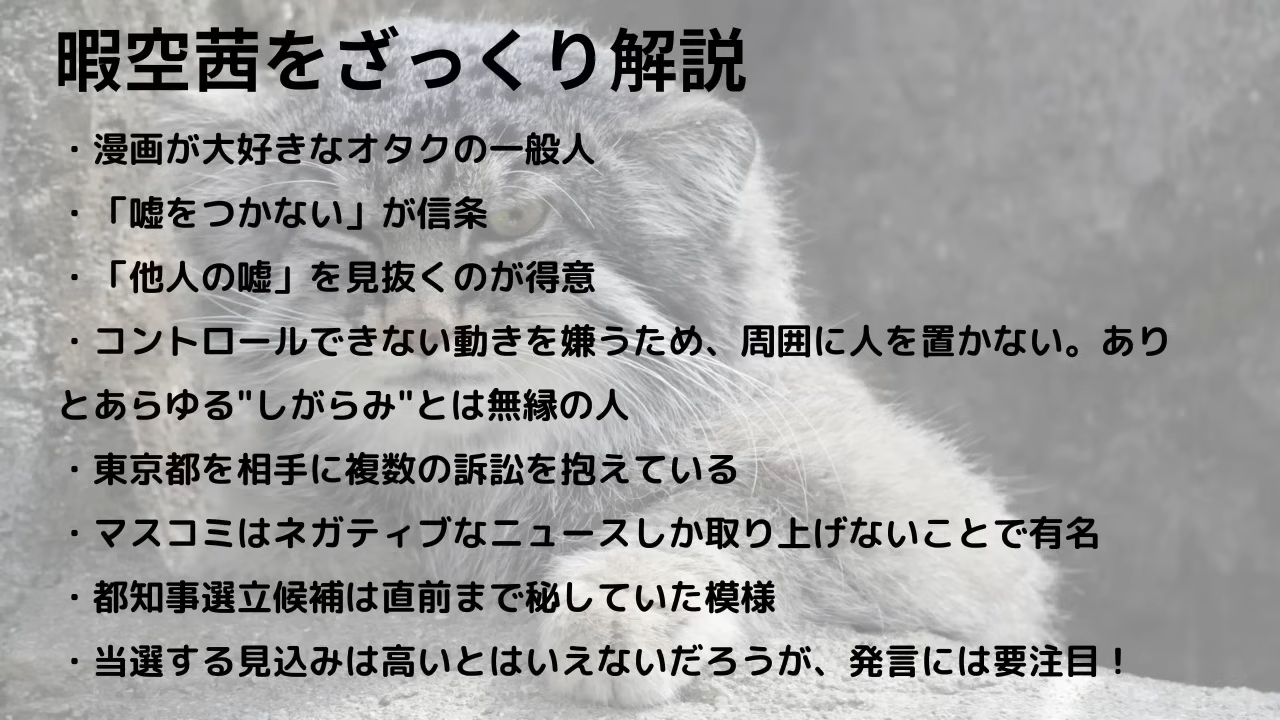 暇空茜をざっくり解説
・漫画が大好きなオタクの一般人
・「嘘をつかない」が信条
・「他人の嘘」を見抜くのが得意
・コントロールできない動きを嫌うため、周囲に人を置かない。あり
とあらゆる"しがらみ"とは無縁の人
・東京都を相手に複数の訴訟を抱えている
・マスコミはネガティブなニュースしか取り上げないことで有名
・都知事選立候補は直前まで秘していた模様
・当選する見込みは高いとはいえないだろうが、発言には要注目！